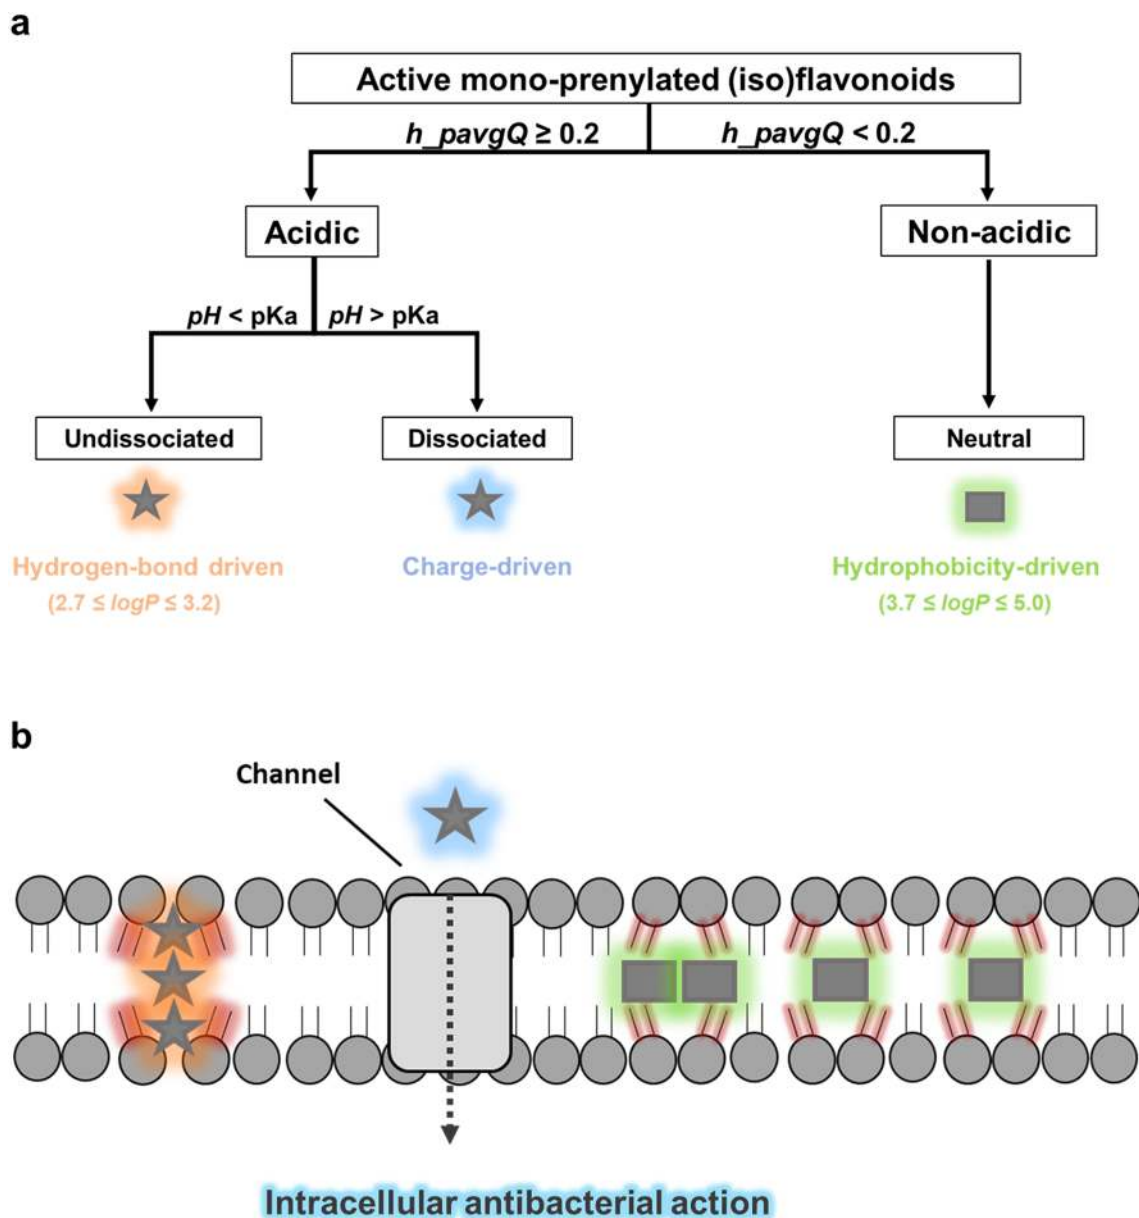 a
Active mono-prenylated (iso)flavonoids
h_pavgQ ≥ 0.2
h_pavgQ < 0.2
Acidic
Non-acidic
pH < pKa
pH > pKa
Undissociated
Dissociated
Neutral
Hydrogen-bond driven
(2.7 ≤ logP ≤ 3.2)
Charge-driven
Hydrophobicity-driven
(3.7 ≤ logP ≤ 5.0)
b
Channel
Intracellular antibacterial action